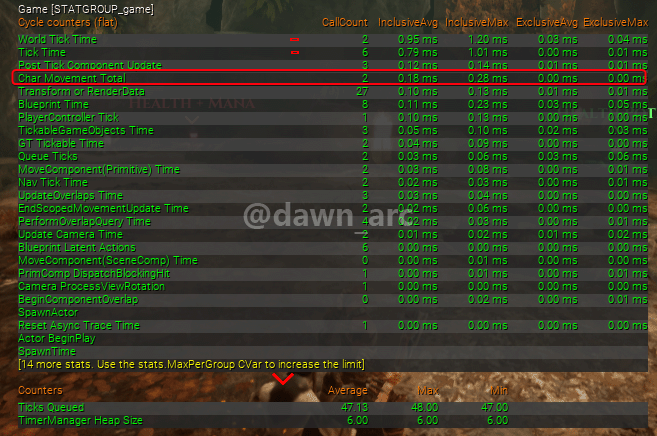 Game [STATGROUP_game]
Cycle counters (flat) CallCount InclusiveAvg InclusiveMax ExclusiveAvg ExclusiveMax
World Tick Time 2 0.95 ms 1.20 ms 0.03 ms 0.04 ms
Tick Time 6 0.79 ms 1.01 ms 0.00 ms 0.01 ms
Post Tick Component Update 3 0.12 ms 0.14 ms 0.01 ms 0.01 ms
Char Movement Total 2 0.18 ms 0.28 ms 0.00 ms 0.00 ms
Transform or RenderData 27 0.10 ms 0.13 ms 0.01 ms 0.01 ms
Blueprint Time 8 0.11 ms 0.23 ms 0.03 ms 0.05 ms
HEALTH + MANA
PlayerController Tick 1 0.10 ms 0.13 ms 0.00 ms 0.00 ms
TickableGameObjects Time 3 0.05 ms 0.10 ms 0.02 ms 0.03 ms
GT Tickable Time 2 0.04 ms 0.09 ms 0.00 ms 0.00 ms
Queue Ticks 2 0.03 ms 0.06 ms 0.03 ms 0.06 ms
MoveComponent(Primitive) Time 2 0.03 ms 0.08 ms 0.00 ms 0.01 ms
Nav Tick Time 2 0.02 ms 0.03 ms 0.00 ms 0.01 ms
UpdateOverlaps Time 3 0.03 ms 0.04 ms 0.00 ms 0.00 ms
EndScopedMovementUpdate Time 2 0.02 ms 0.06 ms 0.00 ms 0.00 ms
@dawn_arc
PerformOverlapQuery Time 4 0.02 ms 0.03 ms 0.00 ms 0.01 ms
Update Camera Time 2 0.01 ms 0.02 ms 0.01 ms 0.02 ms
Blueprint Latent Actions 6 0.00 ms 0.00 ms 0.00 ms 0.00 ms
MoveComponent(SceneComp) Time 0 0.00 ms 0.01 ms 0.00 ms 0.00 ms
PrimComp DispatchBlockingHit 1 0.00 ms 0.01 ms 0.00 ms 0.01 ms
Camera ProcessViewRotation 1 0.00 ms 0.00 ms 0.00 ms 0.00 ms
BeginComponentOverlap 0 0.00 ms 0.02 ms 0.00 ms 0.01 ms
SpawnActor
Reset Async Trace Time 1 0.00 ms 0.00 ms 0.00 ms 0.00 ms
Actor BeginPlay
SpawnTime
[14 more stats. Use the stats.MaxPerGroup CVar to increase the limit]
Counters Average Max Min
Ticks Queued 47.13 48.00 47.00
TimerManager Heap Size 6.00 6.00 6.00